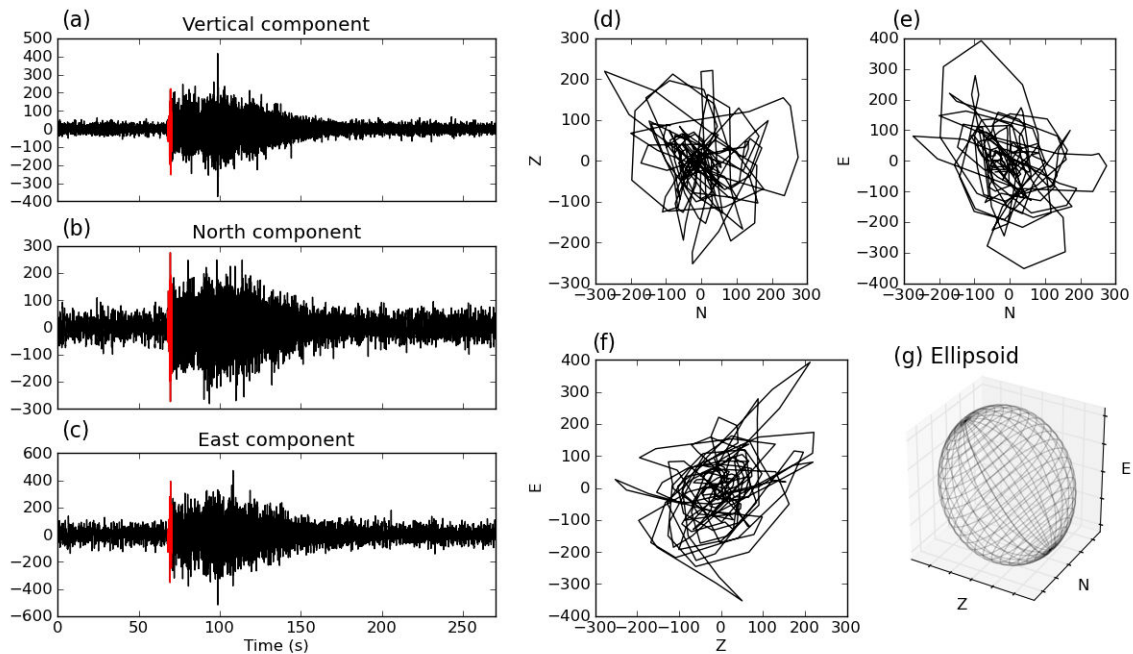 (a)
Vertical component
500
400
300
200
100
0
−100
−200
−300
−400
(b)
North component
300
200
100
0
−100
−200
−300
(c)
East component
600
400
200
0
−200
−400
−600
0 50 100 150 200 250
Time (s)
(d)
300
200
100
0
−100
−200
−300
Z
−300−200−100 0 100 200 300
N
(e)
400
300
200
100
0
−100
−200
−300
−400
E
−300−200−100 0 100 200 300
N
(f)
400
300
200
100
0
−100
−200
−300
−400
E
−300−200−100 0 100 200 300
Z
(g) Ellipsoid
E
N
Z